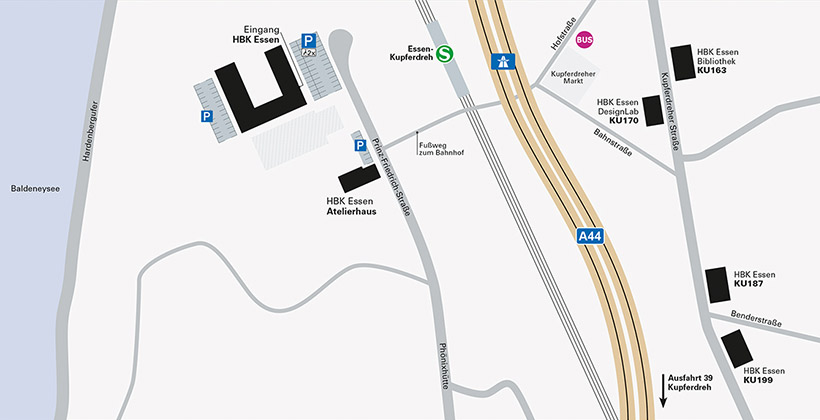 Eingang
HBK Essen
P
2x
P
P
Essen-
Kupferdreh
S
Hofstraße
BUS
Kupferdreher
Markt
HBK Essen
Bibliothek
KU163
HBK Essen
DesignLab
KU170
Kupferdreher Straße
Bahnstraße
Hardenbergufer
Baldeneysee
Fußweg
zum Bahnhof
Prinz-Friedrich-Straße
HBK Essen
Atelierhaus
A44
HBK Essen
KU187
Benderstraße
HBK Essen
KU199
Phönixhütte
Ausfahrt 39
Kupferdreh